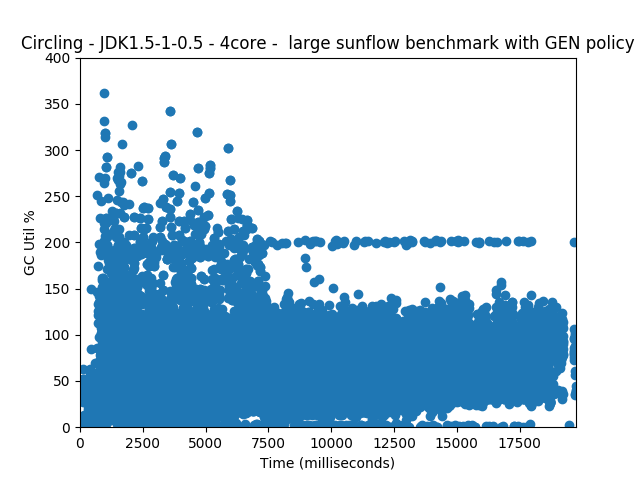 Circling - JDK1.5-1-0.5 - 4core -  large sunflow benchmark with GEN policy
400
350
300
250
200
150
100
50
0
GC Util %
0 2500 5000 7500 10000 12500 15000 17500
Time (milliseconds)